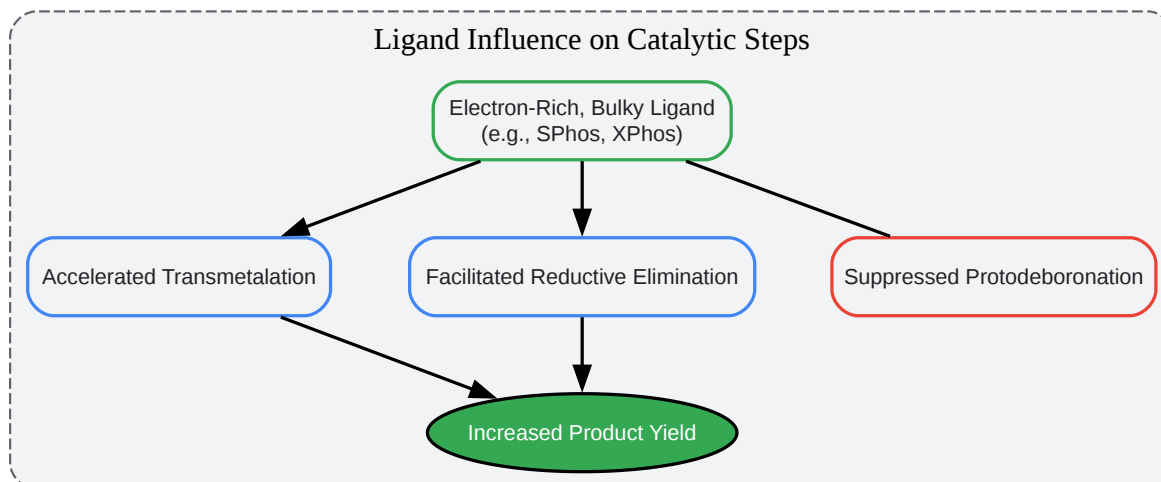 Ligand Influence on Catalytic Steps
Electron-Rich, Bulky Ligand
(e.g., SPhos, XPhos)
Accelerated Transmetalation
Facilitated Reductive Elimination
Suppressed Protodeboronation
Increased Product Yield